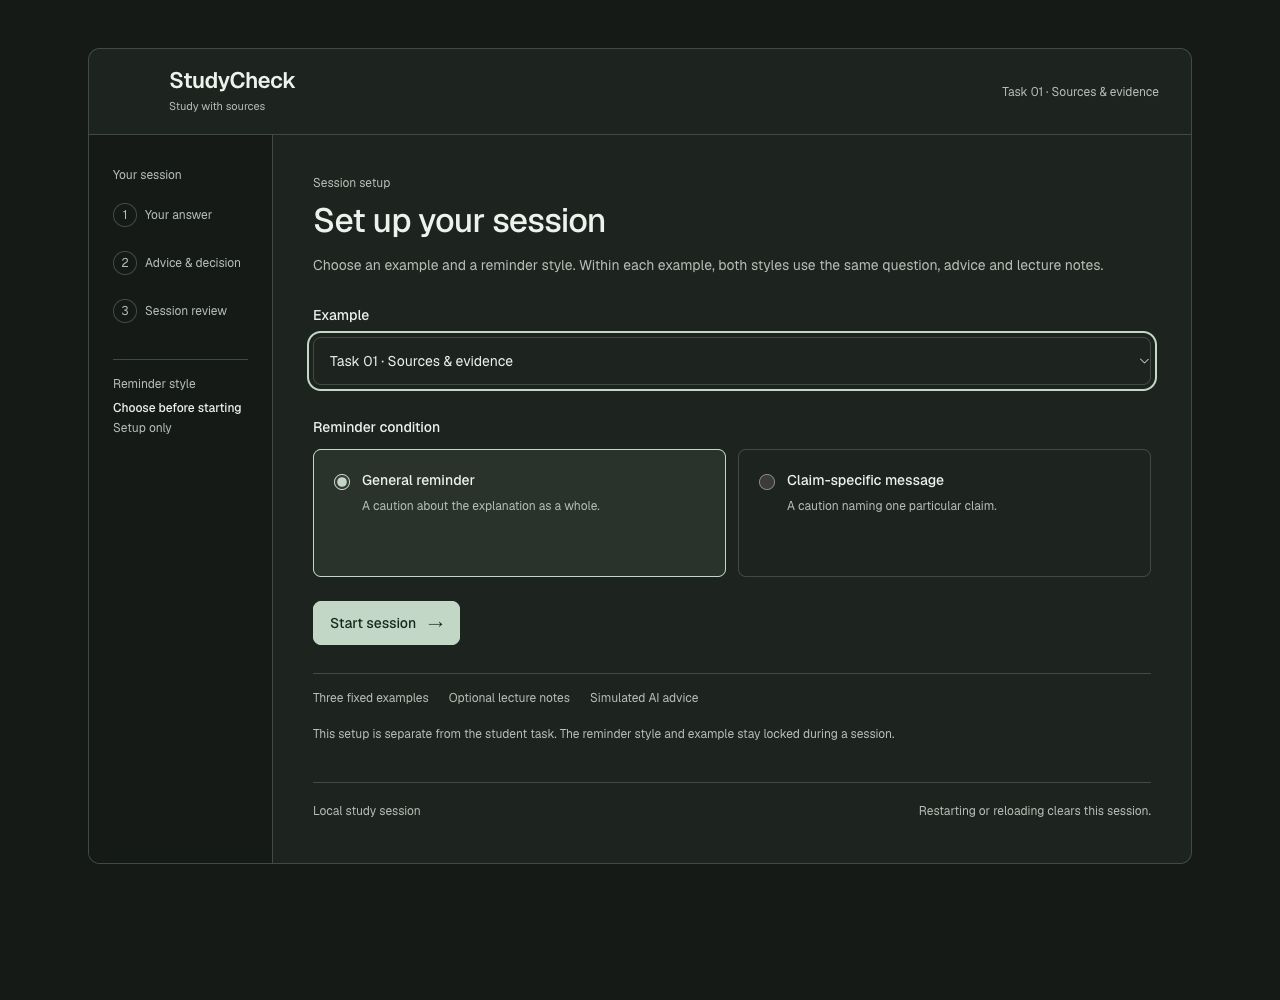 StudyCheck
Study with sources
Task 01 · Sources & evidence
Your session
1 Your answer
2 Advice & decision
3 Session review
Reminder style
Choose before starting
Setup only
Session setup
Set up your session
Choose an example and a reminder style. Within each example, both styles use the same question, advice and lecture notes.
Example
Task 01 · Sources & evidence
Reminder condition
General reminder
A caution about the explanation as a whole.
Claim-specific message
A caution naming one particular claim.
Start session →
Three fixed examples Optional lecture notes Simulated AI advice
This setup is separate from the student task. The reminder style and example stay locked during a session.
Local study session
Restarting or reloading clears this session.